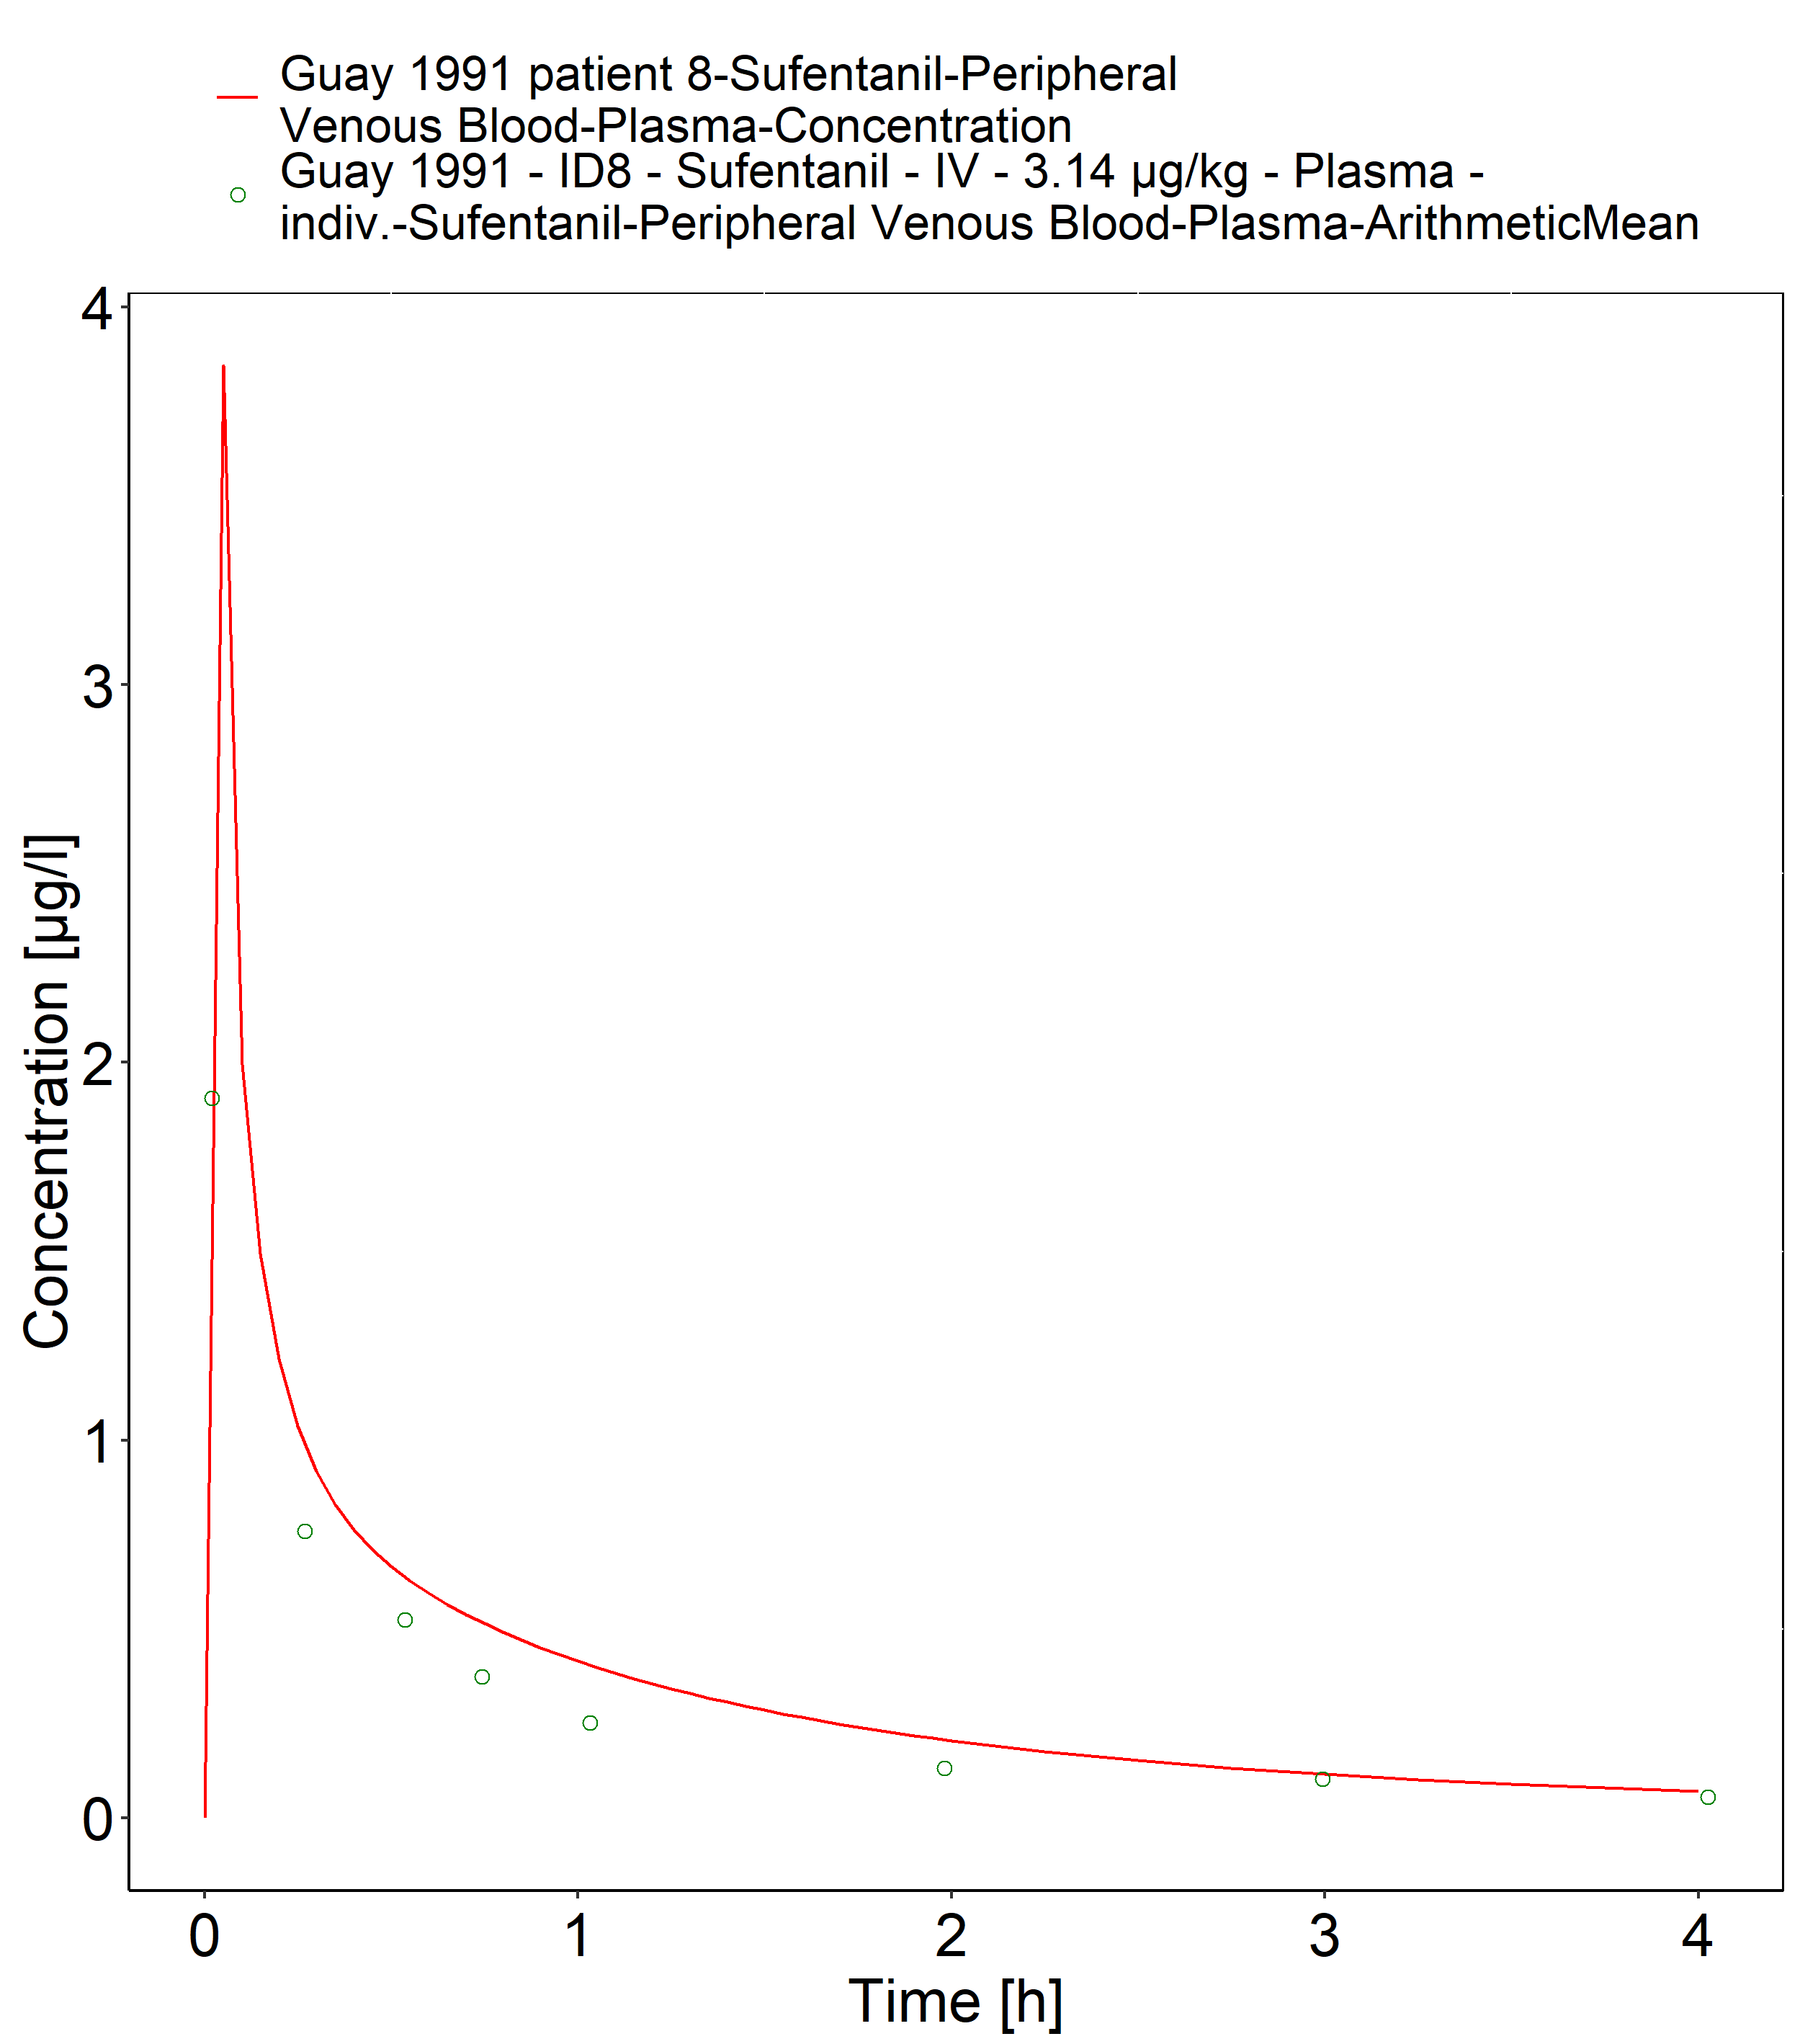 Guay 1991 patient 8-Sufentanil-Peripheral
Venous Blood-Plasma-Concentration
Guay 1991 - ID8 - Sufentanil - IV - 3.14 µg/kg - Plasma -
indiv.-Sufentanil-Peripheral Venous Blood-Plasma-ArithmeticMean
4
3
2
1
0
Concentration [µg/l]
0 1 2 3 4
Time [h]